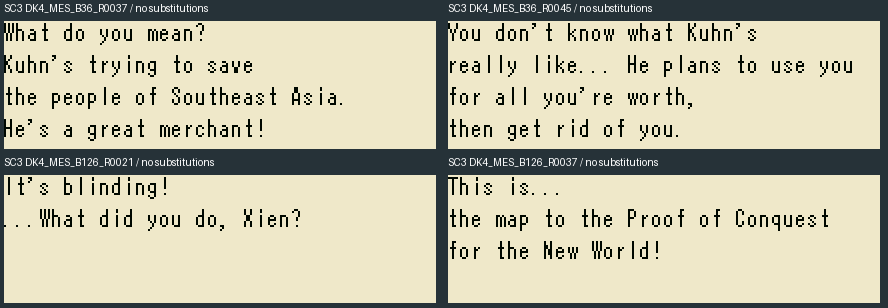 SC3 DK4_MES_B36_R0037 / nosubstitutions
What do you mean?
Kuhn's trying to save
the people of Southeast Asia.
He's a great merchant!
SC3 DK4_MES_B36_R0045 / nosubstitutions
You don't know what Kuhn's
really like... He plans to use you
for all you're worth,
then get rid of you.
SC3 DK4_MES_B126_R0021 / nosubstitutions
It's blinding!
...What did you do, Xien?
SC3 DK4_MES_B126_R0037 / nosubstitutions
This is...
the map to the Proof of Conquest
for the New World!